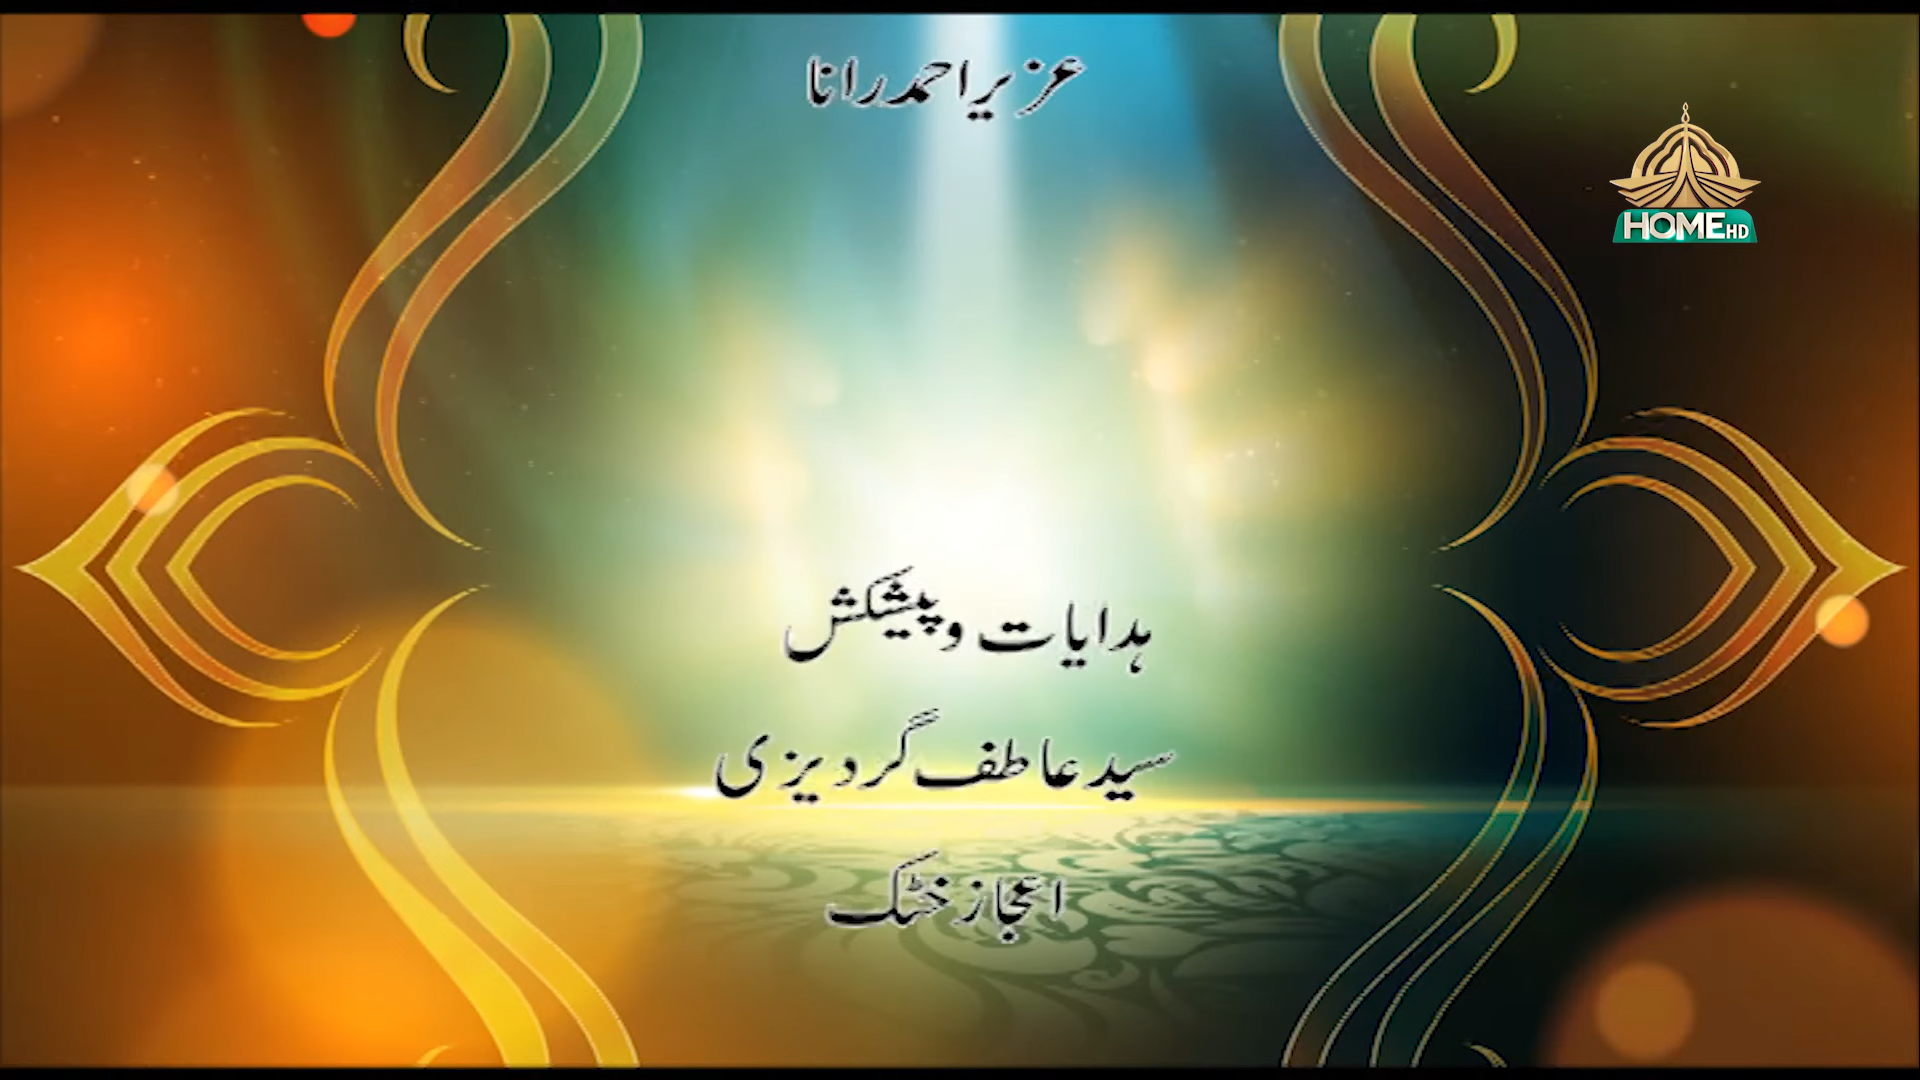 عزیر احمد رانا
HOME HD
ہدایات و پیشکش
سید عاطف گردیزی
اعجاز خٹک